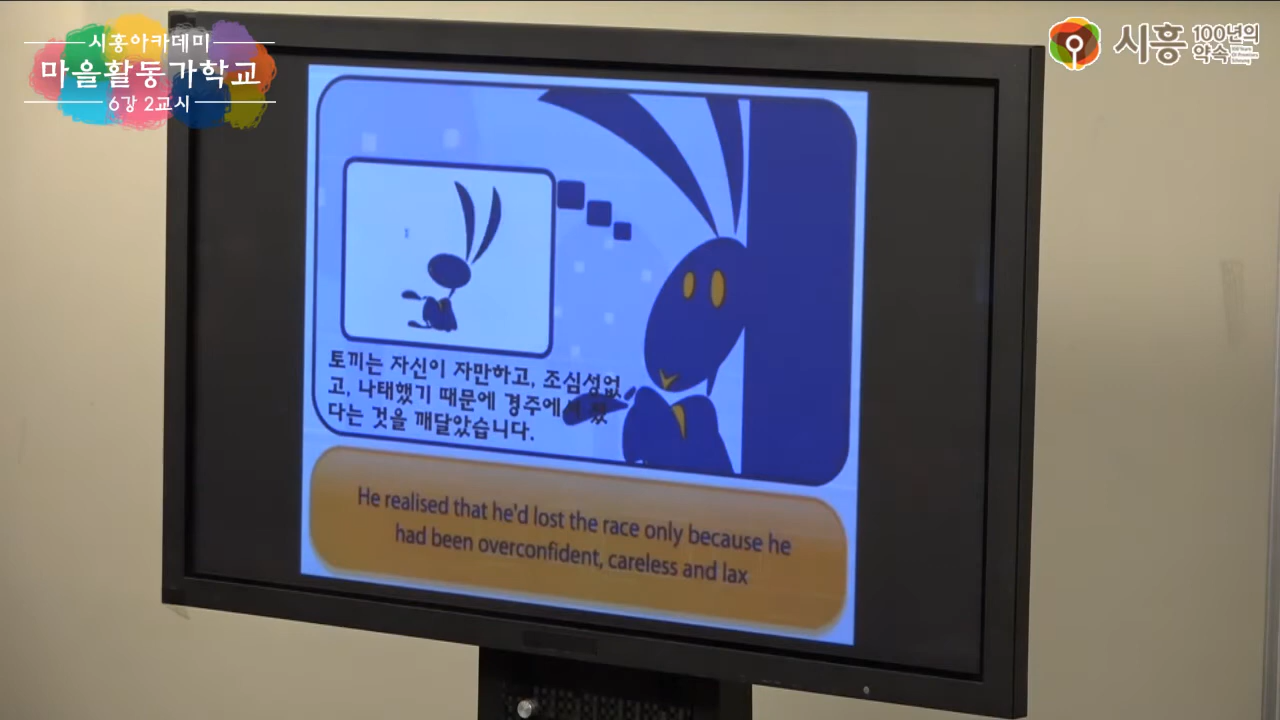 시흥아카데미
마을활동가학교
6강 2교시
시흥 100년의
약속
토끼는 자신이 자만하고, 조심성없
고, 나태했기 때문에 경주에
다는 것을 깨달았습니다.
He realised that he'd lost the race only because he
had been overconfident, careless and lax